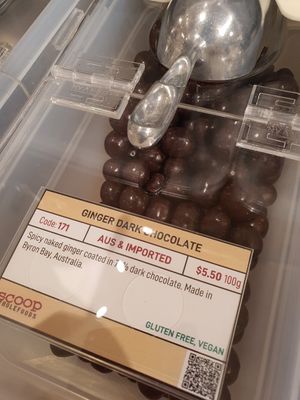 GINGER DARK CHOCOLATE
Code: 171
AUS & IMPORTED
$5.50 100g
Spicy naked ginger coated in dark chocolate. Made in
Byron Bay, Australia.
scoop
WHOLEFOODS
GLUTEN FREE, VEGAN